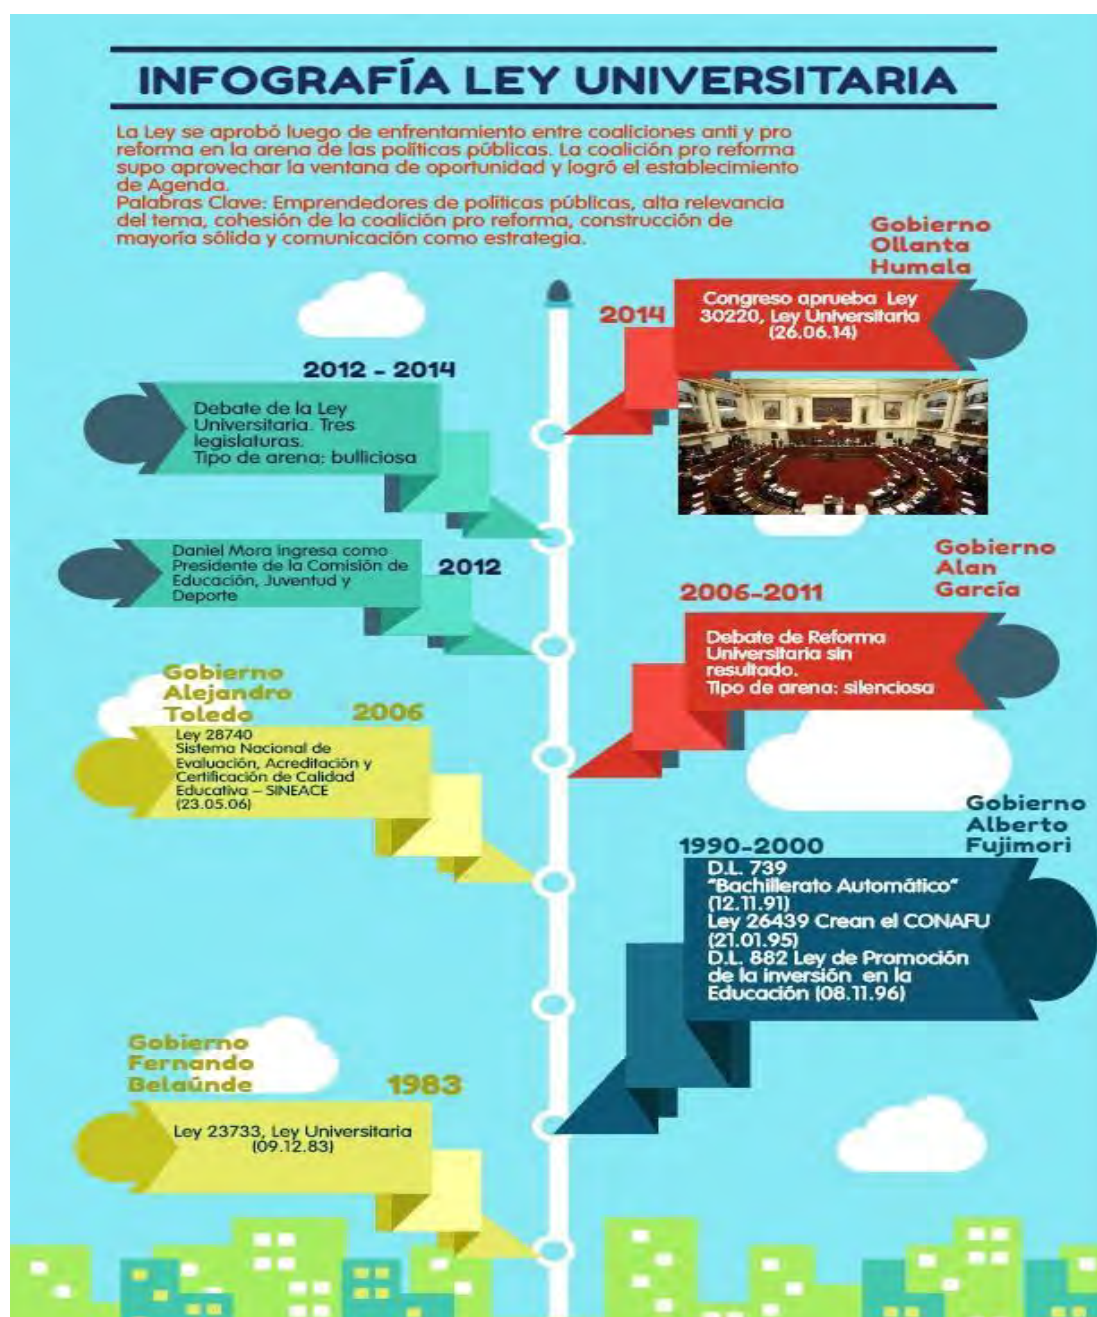 INFOGRAFÍA LEY UNIVERSITARIA
La Ley se aprobó luego de enfrentamiento entre coaliciones anti y pro
reforma en la arena de las políticas públicas. La coalición pro reforma
supo aprovechar la ventana de oportunidad y logró el establecimiento
de Agenda.
Palabras Clave: Emprendedores de políticas públicas, alta relevancia
del tema, cohesión de la coalición pro reforma, construcción de
mayoría sólida y comunicación como estrategia.
Gobierno
Ollanta
Humala
2014
Congreso aprueba Ley
30220, Ley Universitaria
(26.06.14)
2012 - 2014
Debate de la Ley
Universitaria. Tres
legislaturas.
Tipo de arena: bulliciosa
Daniel Mora ingresa como
Presidente de la Comisión de
Educación, Juventud y
Deporte
2012
Gobierno
Alan
García
2006-2011
Debate de Reforma
Universitaria sin
resultado.
Tipo de arena: silenciosa
Gobierno
Alejandro
Toledo
2006
Ley 28740
Sistema Nacional de
Evaluación, Acreditación y
Certificación de Calidad
Educativa – SINEACE
(23.05.06)
Gobierno
Alberto
Fujimori
1990-2000
D.L. 739
"Bachillerato Automático"
(12.11.91)
Ley 26439 Crean el CONAFU
(21.01.95)
D.L. 882 Ley de Promoción
de la inversión en la
Educación (08.11.96)
Gobierno
Fernando
Belaúnde
1983
Ley 23733, Ley Universitaria
(09.12.83)